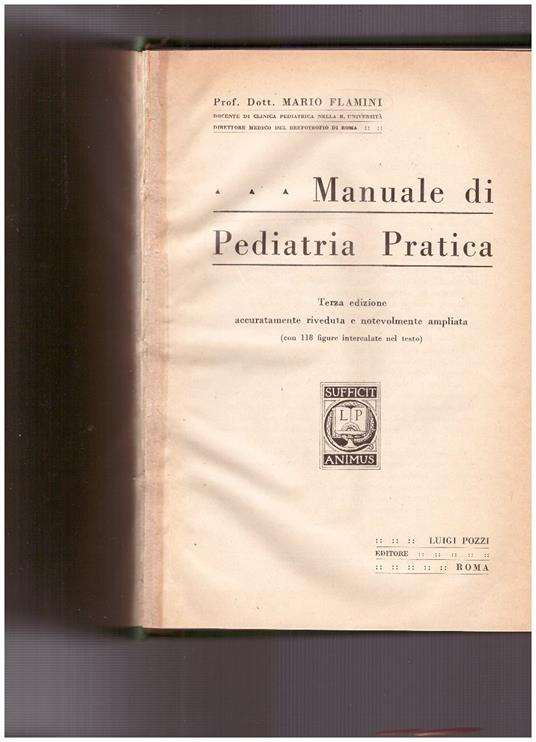 Prof. Dott. MARIO FLAMINI
DOCENTE DI CLINICA PEDIATRICA NELLA R. UNIVERSITÀ
DIRETTORE MEDICO DEL BREFOTROFIO DI ROMA :: ::
▲ ▲ ▲ Manuale di
Pediatria Pratica
Terza edizione
accuratamente riveduta e notevolmente ampliata
(con 118 figure intercalate nel testo)
SUFFICIT
L P
ANIMUS
:: :: :: LUIGI POZZI
EDITORE :: :: :: :: ::
:: :: :: :: :: ROMA